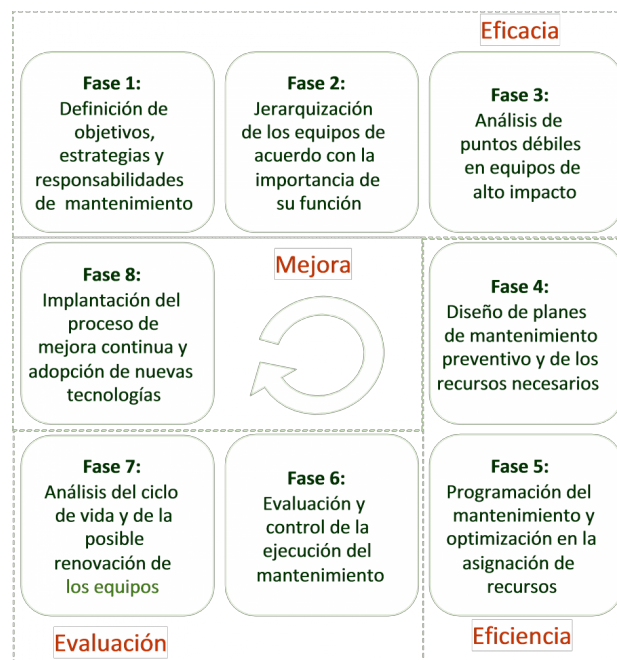 Eficacia
Fase 1:
Definición de
objetivos,
estrategias y
responsabilidades
de mantenimiento
Fase 2:
Jerarquización
de los equipos de
acuerdo con la
importancia de
su función
Fase 3:
Análisis de
puntos débiles
en equipos de
alto impacto
Fase 8:
Implantación del
proceso de
mejora continua y
adopción de nuevas
tecnologías
Mejora
Fase 4:
Diseño de planes
de mantenimiento
preventivo y de los
recursos necesarios
Fase 7:
Análisis del ciclo
de vida y de la
posible
renovación de
los equipos
Fase 6:
Evaluación y
control de la
ejecución del
mantenimiento
Fase 5:
Programación del
mantenimiento y
optimización en la
asignación de
recursos
Evaluación
Eficiencia